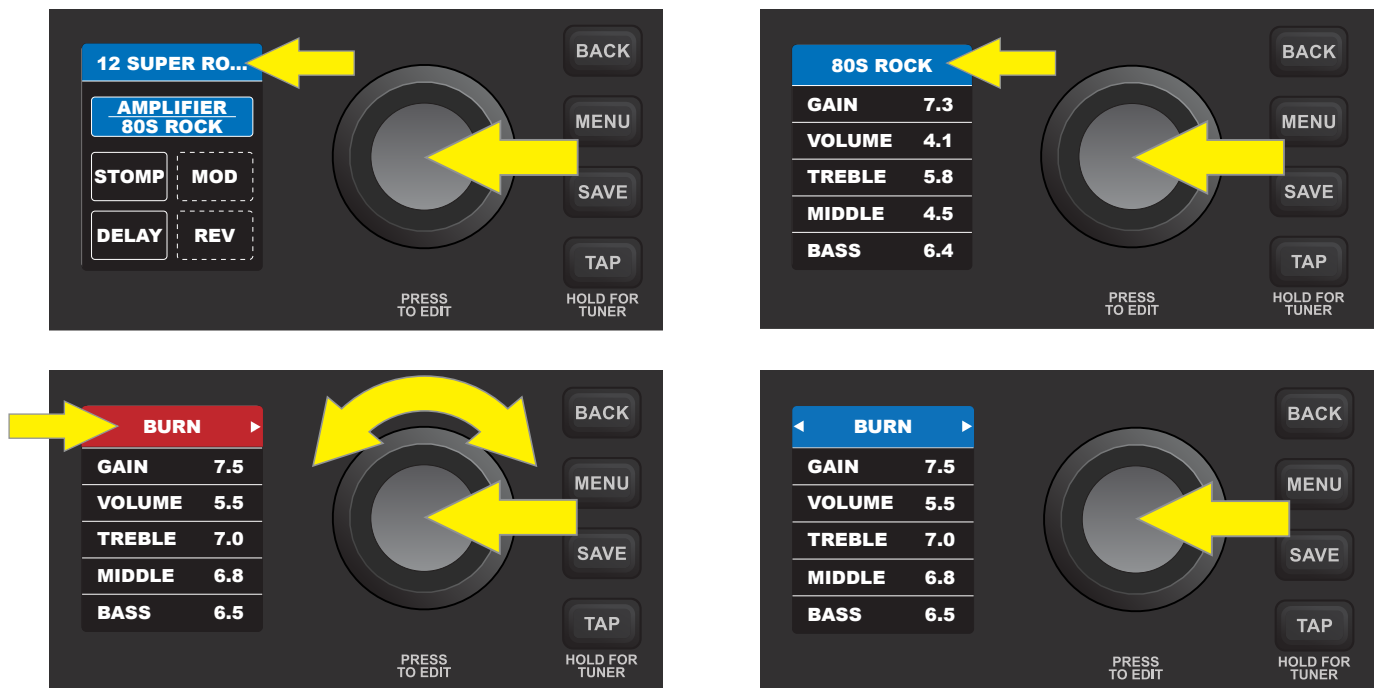 12 SUPER RO...
AMPLIFIER
80S ROCK
STOMP MOD
DELAY REV
PRESS
TO EDIT
BACK
MENU
SAVE
TAP
HOLD FOR
TUNER
80S ROCK
GAIN 7.3
VOLUME 4.1
TREBLE 5.8
MIDDLE 4.5
BASS 6.4
PRESS
TO EDIT
BACK
MENU
SAVE
TAP
HOLD FOR
TUNER
BURN
GAIN 7.5
VOLUME 5.5
TREBLE 7.0
MIDDLE 6.8
BASS 6.5
PRESS
TO EDIT
BACK
MENU
SAVE
TAP
HOLD FOR
TUNER
BURN
GAIN 7.5
VOLUME 5.5
TREBLE 7.0
MIDDLE 6.8
BASS 6.5
PRESS
TO EDIT
BACK
MENU
SAVE
TAP
HOLD FOR
TUNER